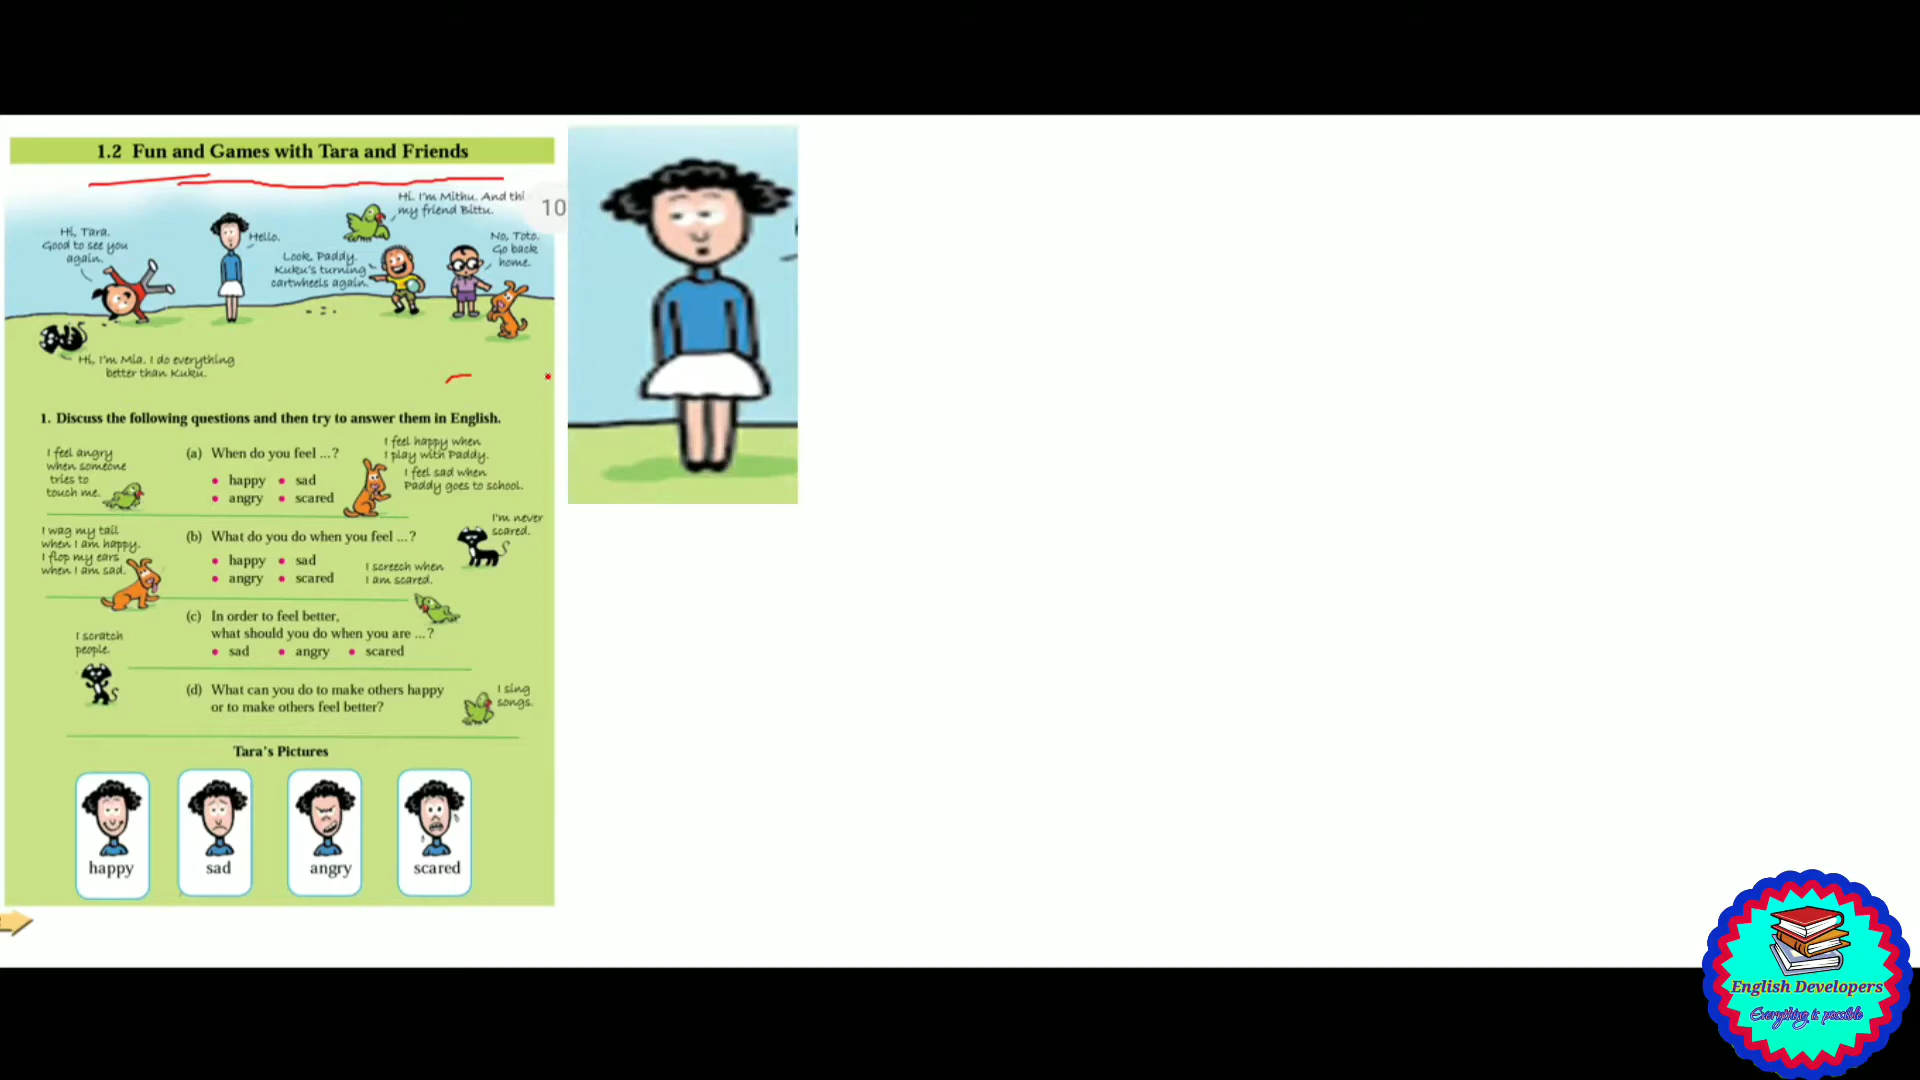 1.2 Fun and Games with Tara and Friends
Hi. I'm Mithu. And thi
my friend Bittu.
10
Hi, Tara.
Good to see you
again.
Hello.
Look, Paddy.
Kuku's turning
cartwheels again.
No, Toto.
Go back
home.
Hi, I'm Mia. I do everything
better than Kuku.
1. Discuss the following questions and then try to answer them in English.
I feel angry
when someone
tries to
touch me.
(a) When do you feel ...?
• happy • sad
• angry • scared
I feel happy when
I play with Paddy.
I feel sad when
Paddy goes to school.
I wag my tail
when I am happy.
I flop my ears
when I am sad.
(b) What do you do when you feel ...?
• happy • sad
• angry • scared
I'm never
scared.
I screech when
I am scared.
(c) In order to feel better,
what should you do when you are ...?
• sad • angry • scared
I scratch
people.
(d) What can you do to make others happy
or to make others feel better?
I sing
songs.
Tara's Pictures
happy
sad
angry
scared
English Developers
Everything is possible